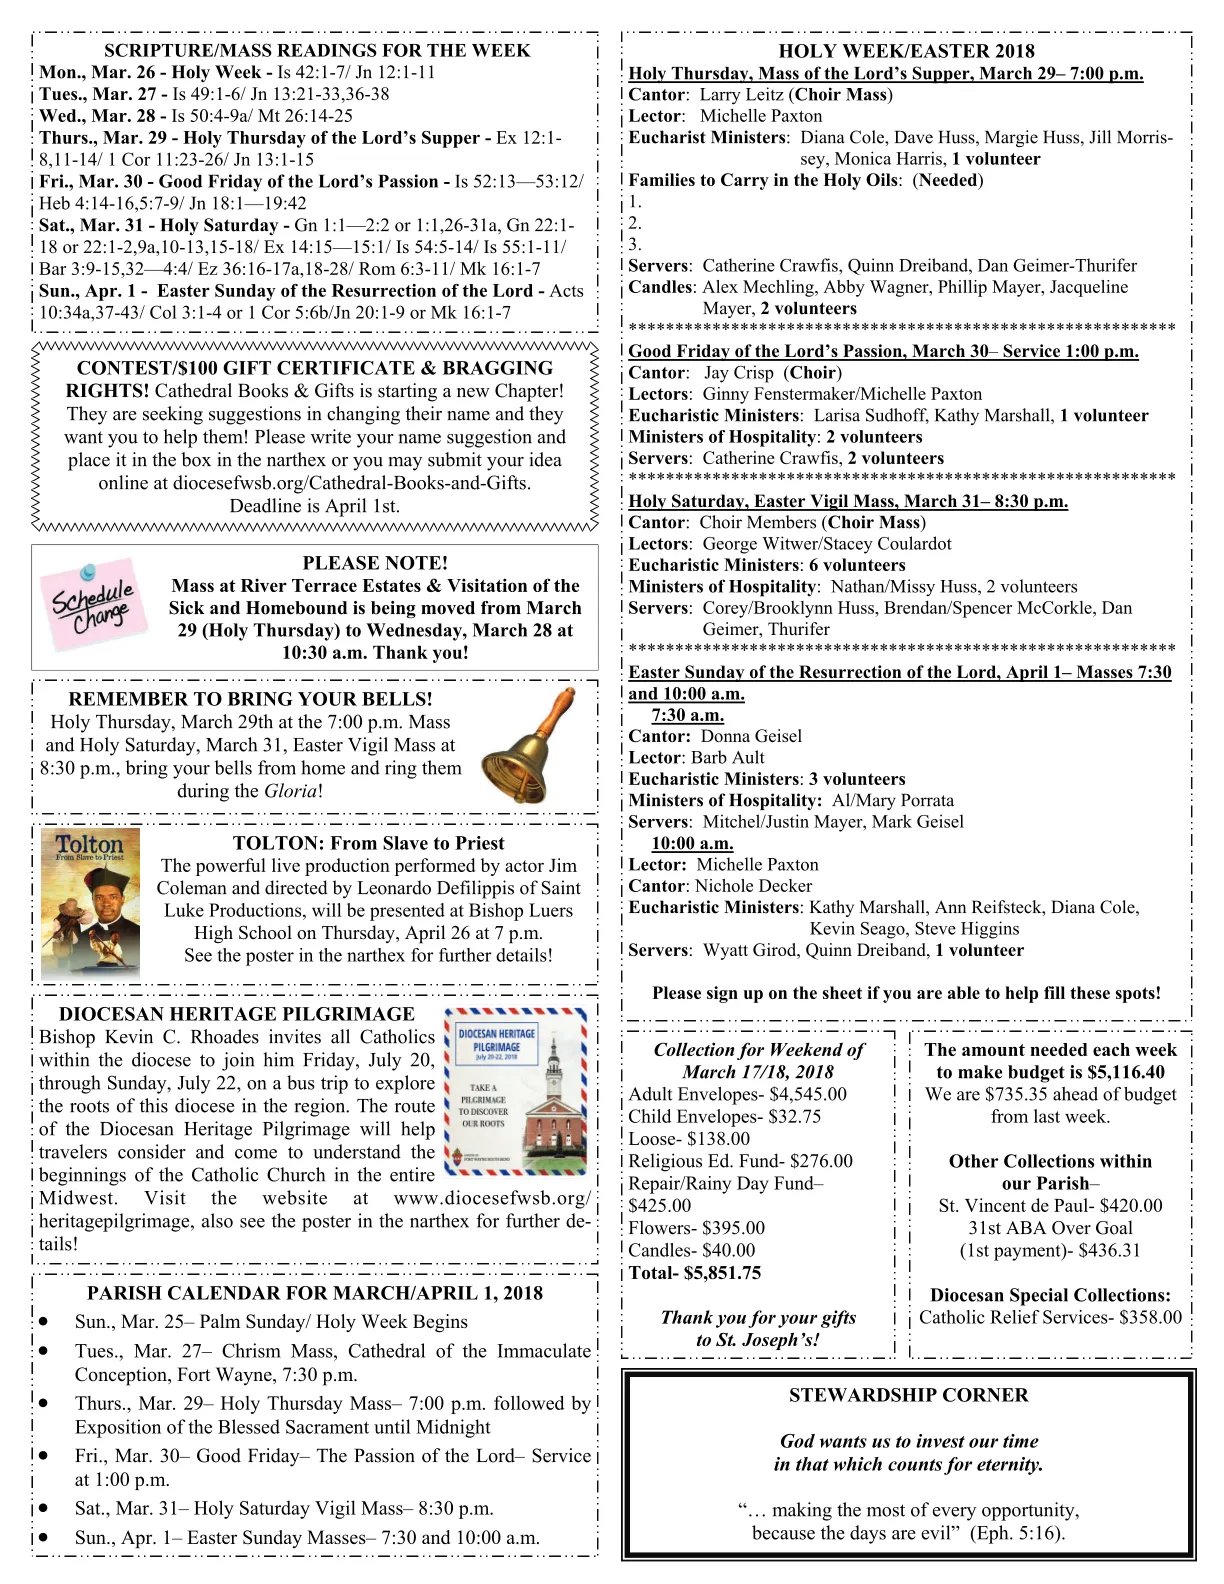 SCRIPTURE/MASS READINGS FOR THE WEEK
Mon., Mar. 26 - Holy Week - Is 42:1-7/ Jn 12:1-11
Tues., Mar. 27 - Is 49:1-6/ Jn 13:21-33,36-38
Wed., Mar. 28 - Is 50:4-9a/ Mt 26:14-25
Thurs., Mar. 29 - Holy Thursday of the Lord's Supper - Ex 12:1-
8,11-14/ 1 Cor 11:23-26/ Jn 13:1-15
Fri., Mar. 30 - Good Friday of the Lord's Passion - Is 52:13—53:12/
Heb 4:14-16,5:7-9/ Jn 18:1—19:42
Sat., Mar. 31 - Holy Saturday - Gn 1:1—2:2 or 1:1,26-31a, Gn 22:1-
18 or 22:1-2,9a,10-13,15-18/ Ex 14:15—15:1/ Is 54:5-14/ Is 55:1-11/
Bar 3:9-15,32—4:4/ Ez 36:16-17a,18-28/ Rom 6:3-11/ Mk 16:1-7
Sun., Apr. 1 - Easter Sunday of the Resurrection of the Lord - Acts
10:34a,37-43/ Col 3:1-4 or 1 Cor 5:6b/Jn 20:1-9 or Mk 16:1-7
CONTEST/$100 GIFT CERTIFICATE & BRAGGING
RIGHTS! Cathedral Books & Gifts is starting a new Chapter!
They are seeking suggestions in changing their name and they
want you to help them! Please write your name suggestion and
place it in the box in the narthex or you may submit your idea
online at diocesefwsb.org/Cathedral-Books-and-Gifts.
Deadline is April 1st.
Schedule
Change
PLEASE NOTE!
Mass at River Terrace Estates & Visitation of the
Sick and Homebound is being moved from March
29 (Holy Thursday) to Wednesday, March 28 at
10:30 a.m. Thank you!
REMEMBER TO BRING YOUR BELLS!
Holy Thursday, March 29th at the 7:00 p.m. Mass
and Holy Saturday, March 31, Easter Vigil Mass at
8:30 p.m., bring your bells from home and ring them
during the Gloria!
Tolton
From Slave to Priest
TOLTON: From Slave to Priest
The powerful live production performed by actor Jim
Coleman and directed by Leonardo Defilippis of Saint
Luke Productions, will be presented at Bishop Luers
High School on Thursday, April 26 at 7 p.m.
See the poster in the narthex for further details!
DIOCESAN HERITAGE PILGRIMAGE
Bishop Kevin C. Rhoades invites all Catholics
within the diocese to join him Friday, July 20,
through Sunday, July 22, on a bus trip to explore
the roots of this diocese in the region. The route
of the Diocesan Heritage Pilgrimage will help
travelers consider and come to understand the
beginnings of the Catholic Church in the entire
Midwest. Visit the website at www.diocesefwsb.org/
heritagepilgrimage, also see the poster in the narthex for further de-
tails!
DIOCESAN HERITAGE
PILGRIMAGE
July 20-22, 2018
TAKE A
PILGRIMAGE
TO DISCOVER
OUR ROOTS
PARISH CALENDAR FOR MARCH/APRIL 1, 2018
• Sun., Mar. 25– Palm Sunday/ Holy Week Begins
• Tues., Mar. 27– Chrism Mass, Cathedral of the Immaculate
Conception, Fort Wayne, 7:30 p.m.
• Thurs., Mar. 29– Holy Thursday Mass– 7:00 p.m. followed by
Exposition of the Blessed Sacrament until Midnight
• Fri., Mar. 30– Good Friday– The Passion of the Lord– Service
at 1:00 p.m.
• Sat., Mar. 31– Holy Saturday Vigil Mass– 8:30 p.m.
• Sun., Apr. 1– Easter Sunday Masses– 7:30 and 10:00 a.m.
HOLY WEEK/EASTER 2018
Holy Thursday, Mass of the Lord's Supper, March 29– 7:00 p.m.
Cantor: Larry Leitz (Choir Mass)
Lector: Michelle Paxton
Eucharist Ministers: Diana Cole, Dave Huss, Margie Huss, Jill Morris-
sey, Monica Harris, 1 volunteer
Families to Carry in the Holy Oils: (Needed)
1.
2.
3.
Servers: Catherine Crawfis, Quinn Dreiband, Dan Geimer-Thurifer
Candles: Alex Mechling, Abby Wagner, Phillip Mayer, Jacqueline
Mayer, 2 volunteers
************************************************************
Good Friday of the Lord's Passion, March 30– Service 1:00 p.m.
Cantor: Jay Crisp (Choir)
Lectors: Ginny Fenstermaker/Michelle Paxton
Eucharistic Ministers: Larisa Sudhoff, Kathy Marshall, 1 volunteer
Ministers of Hospitality: 2 volunteers
Servers: Catherine Crawfis, 2 volunteers
************************************************************
Holy Saturday, Easter Vigil Mass, March 31– 8:30 p.m.
Cantor: Choir Members (Choir Mass)
Lectors: George Witwer/Stacey Coulardot
Eucharistic Ministers: 6 volunteers
Ministers of Hospitality: Nathan/Missy Huss, 2 volunteers
Servers: Corey/Brooklynn Huss, Brendan/Spencer McCorkle, Dan
Geimer, Thurifer
************************************************************
Easter Sunday of the Resurrection of the Lord, April 1– Masses 7:30
and 10:00 a.m.
7:30 a.m.
Cantor: Donna Geisel
Lector: Barb Ault
Eucharistic Ministers: 3 volunteers
Ministers of Hospitality: Al/Mary Porrata
Servers: Mitchel/Justin Mayer, Mark Geisel
10:00 a.m.
Lector: Michelle Paxton
Cantor: Nichole Decker
Eucharistic Ministers: Kathy Marshall, Ann Reifsteck, Diana Cole,
Kevin Seago, Steve Higgins
Servers: Wyatt Girod, Quinn Dreiband, 1 volunteer
Please sign up on the sheet if you are able to help fill these spots!
Collection for Weekend of
March 17/18, 2018
Adult Envelopes- $4,545.00
Child Envelopes- $32.75
Loose- $138.00
Religious Ed. Fund- $276.00
Repair/Rainy Day Fund–
$425.00
Flowers- $395.00
Candles- $40.00
Total- $5,851.75
Thank you for your gifts
to St. Joseph's!
The amount needed each week
to make budget is $5,116.40
We are $735.35 ahead of budget
from last week.
Other Collections within
our Parish–
St. Vincent de Paul- $420.00
31st ABA Over Goal
(1st payment)- $436.31
Diocesan Special Collections:
Catholic Relief Services- $358.00
STEWARDSHIP CORNER
God wants us to invest our time
in that which counts for eternity.
“… making the most of every opportunity,
because the days are evil” (Eph. 5:16).